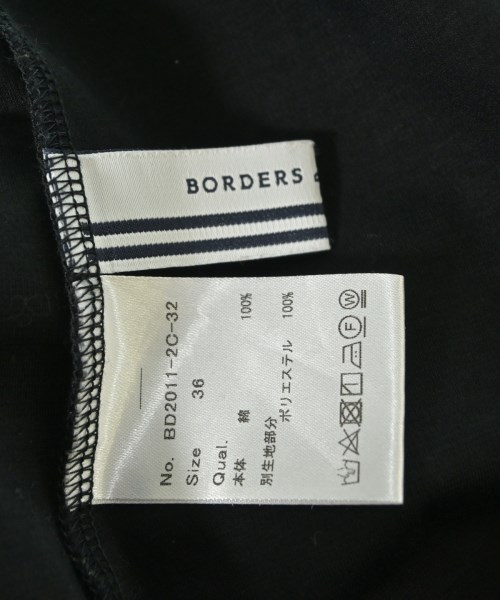 BORDERS
No. BD2011-2C-32
Size 36
Qual.
本体 綿 100%
別生地部分
ポリエステル 100%
F W